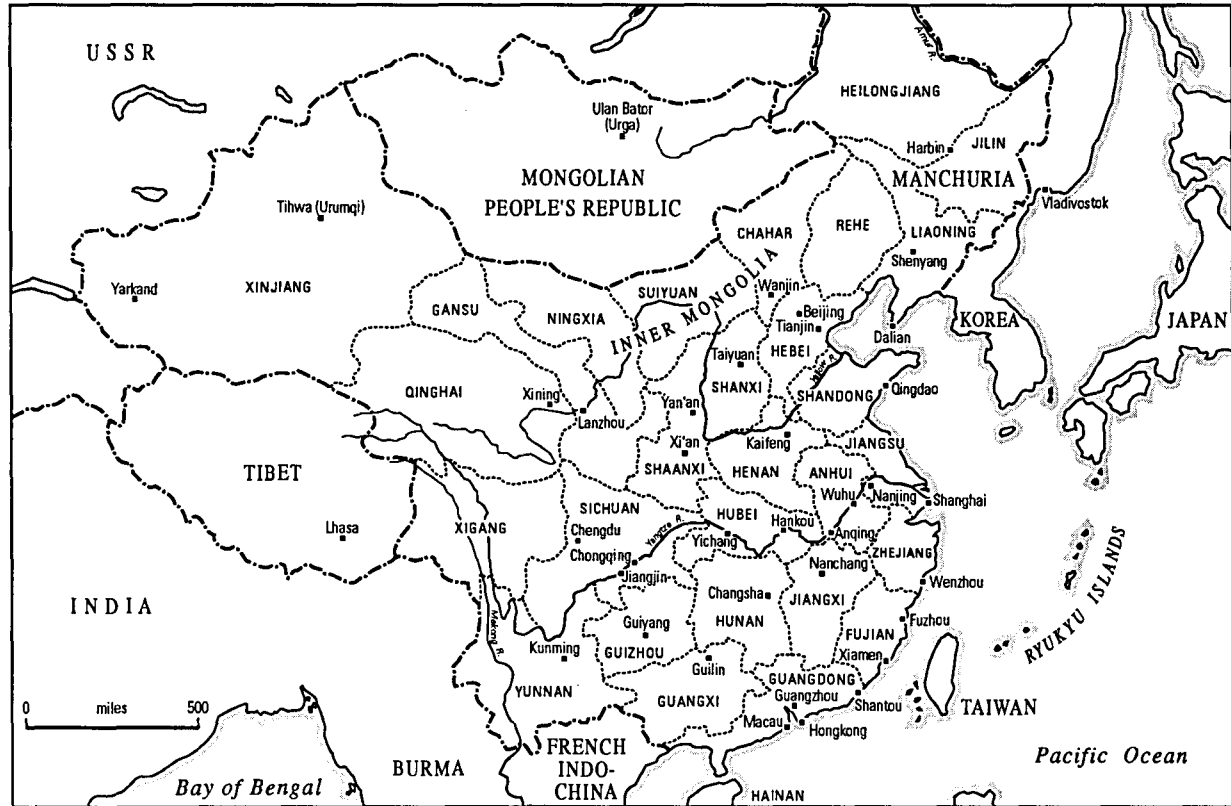 USSR
Amur R.
HEILONGJIANG
Ulan Bator
(Urga)
Harbin
JILIN
MONGOLIAN
PEOPLE'S REPUBLIC
MANCHURIA
Vladivostok
Tihwa (Urumqi)
CHAHAR
REHE
LIAONING
Shenyang
Yarkand
XINJIANG
GANSU
NINGXIA
SUIYUAN
INNER MONGOLIA
Wanjin
Beijing
Tianjin
Dalian
KOREA
JAPAN
HEBEI
Taiyuan
SHANXI
Yellow R.
SHANDONG
Qingdao
QINGHAI
Xining
Lanzhou
Yan'an
Kaifeng
JIANGSU
Xi'an
SHAANXI
HENAN
ANHUI
TIBET
Wuhu
Nanjing
Shanghai
Lhasa
XIGANG
SICHUAN
Chengdu
Chongqing
Jiangjin
Yangtze R.
HUBEI
Hankou
Yichang
Anqing
ZHEJIANG
Nanchang
Wenzhou
INDIA
Mekong R.
Changsha
HUNAN
JIANGXI
Guiyang
GUIZHOU
Fuzhou
FUJIAN
Xiamen
RYUKYU ISLANDS
Kunming
YUNNAN
Guilin
GUANGXI
GUANGDONG
Guangzhou
Shantou
TAIWAN
Macau
Hongkong
0 miles 500
FRENCH
INDO-
CHINA
BURMA
Bay of Bengal
Pacific Ocean
HAINAN